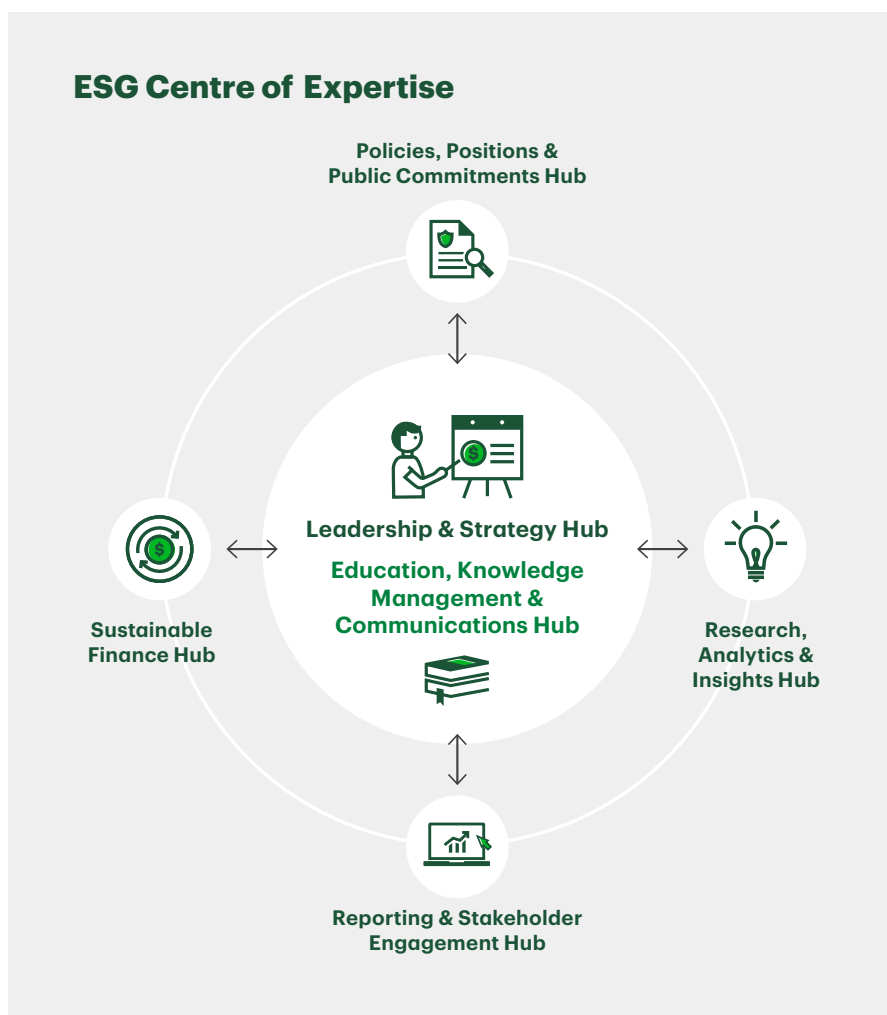 ESG Centre of Expertise
Policies, Positions &
Public Commitments Hub
$
Leadership & Strategy Hub
Education, Knowledge
Management &
Communications Hub
$
Sustainable
Finance Hub
Research,
Analytics &
Insights Hub
Reporting & Stakeholder
Engagement Hub